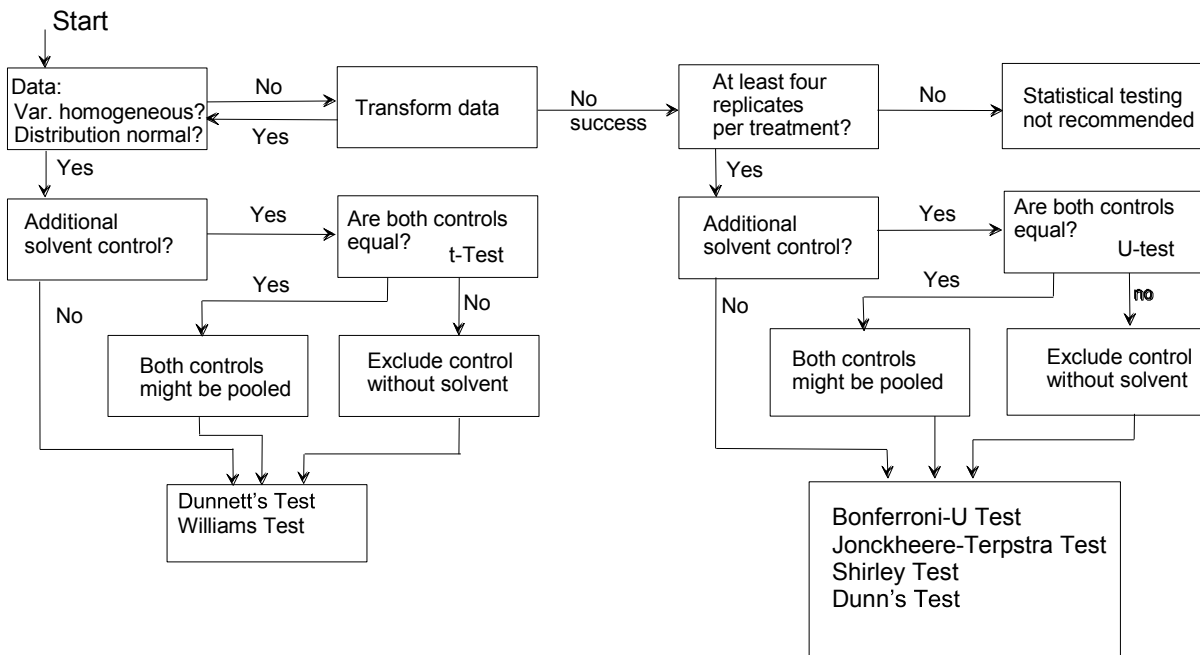 Start
Data:
Var. homogeneous?
Distribution normal?
No
Yes
Transform data
No
success
At least four
replicates
per treatment?
No
Statistical testing
not recommended
Yes
Yes
Additional
solvent control?
Yes
Are both controls
equal?
t-Test
Additional
solvent control?
Yes
Are both controls
equal?
U-test
No
Yes
No
No
Yes
no
Both controls
might be pooled
Exclude control
without solvent
Both controls
might be pooled
Exclude control
without solvent
Dunnett’s Test
Williams Test
Bonferroni-U Test
Jonckheere-Terpstra Test
Shirley Test
Dunn’s Test